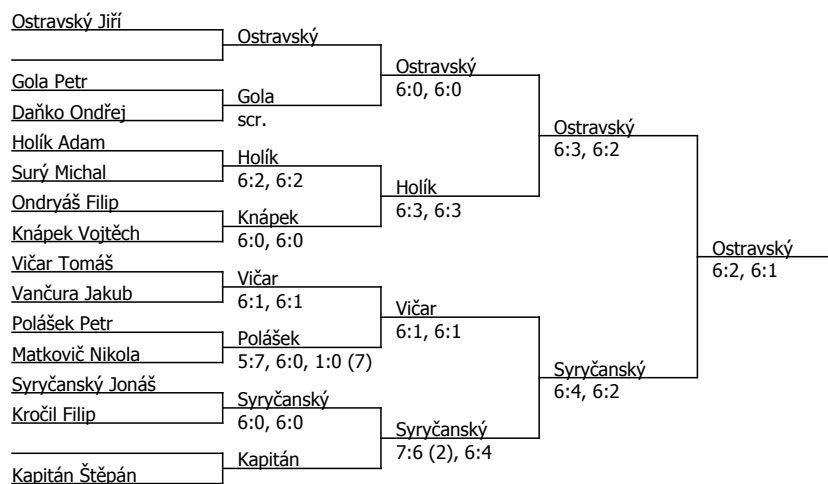 Ostravský Jiří
Ostravský
Ostravský
6:0, 6:0
Gola Petr
Gola
scr.
Daňko Ondřej
Ostravský
6:3, 6:2
Holík Adam
Holík
6:2, 6:2
Surý Michal
Holík
6:3, 6:3
Ondryáš Filip
Knápek
6:0, 6:0
Knápek Vojtěch
Ostravský
6:2, 6:1
Vičar Tomáš
Vičar
6:1, 6:1
Vančura Jakub
Vičar
6:1, 6:1
Polášek Petr
Polášek
5:7, 6:0, 1:0 (7)
Matkovič Nikola
Syryčanský
6:4, 6:2
Syryčanský Jonáš
Syryčanský
6:0, 6:0
Kročil Filip
Syryčanský
7:6 (2), 6:4
Kapitán
Kapitán Štěpán